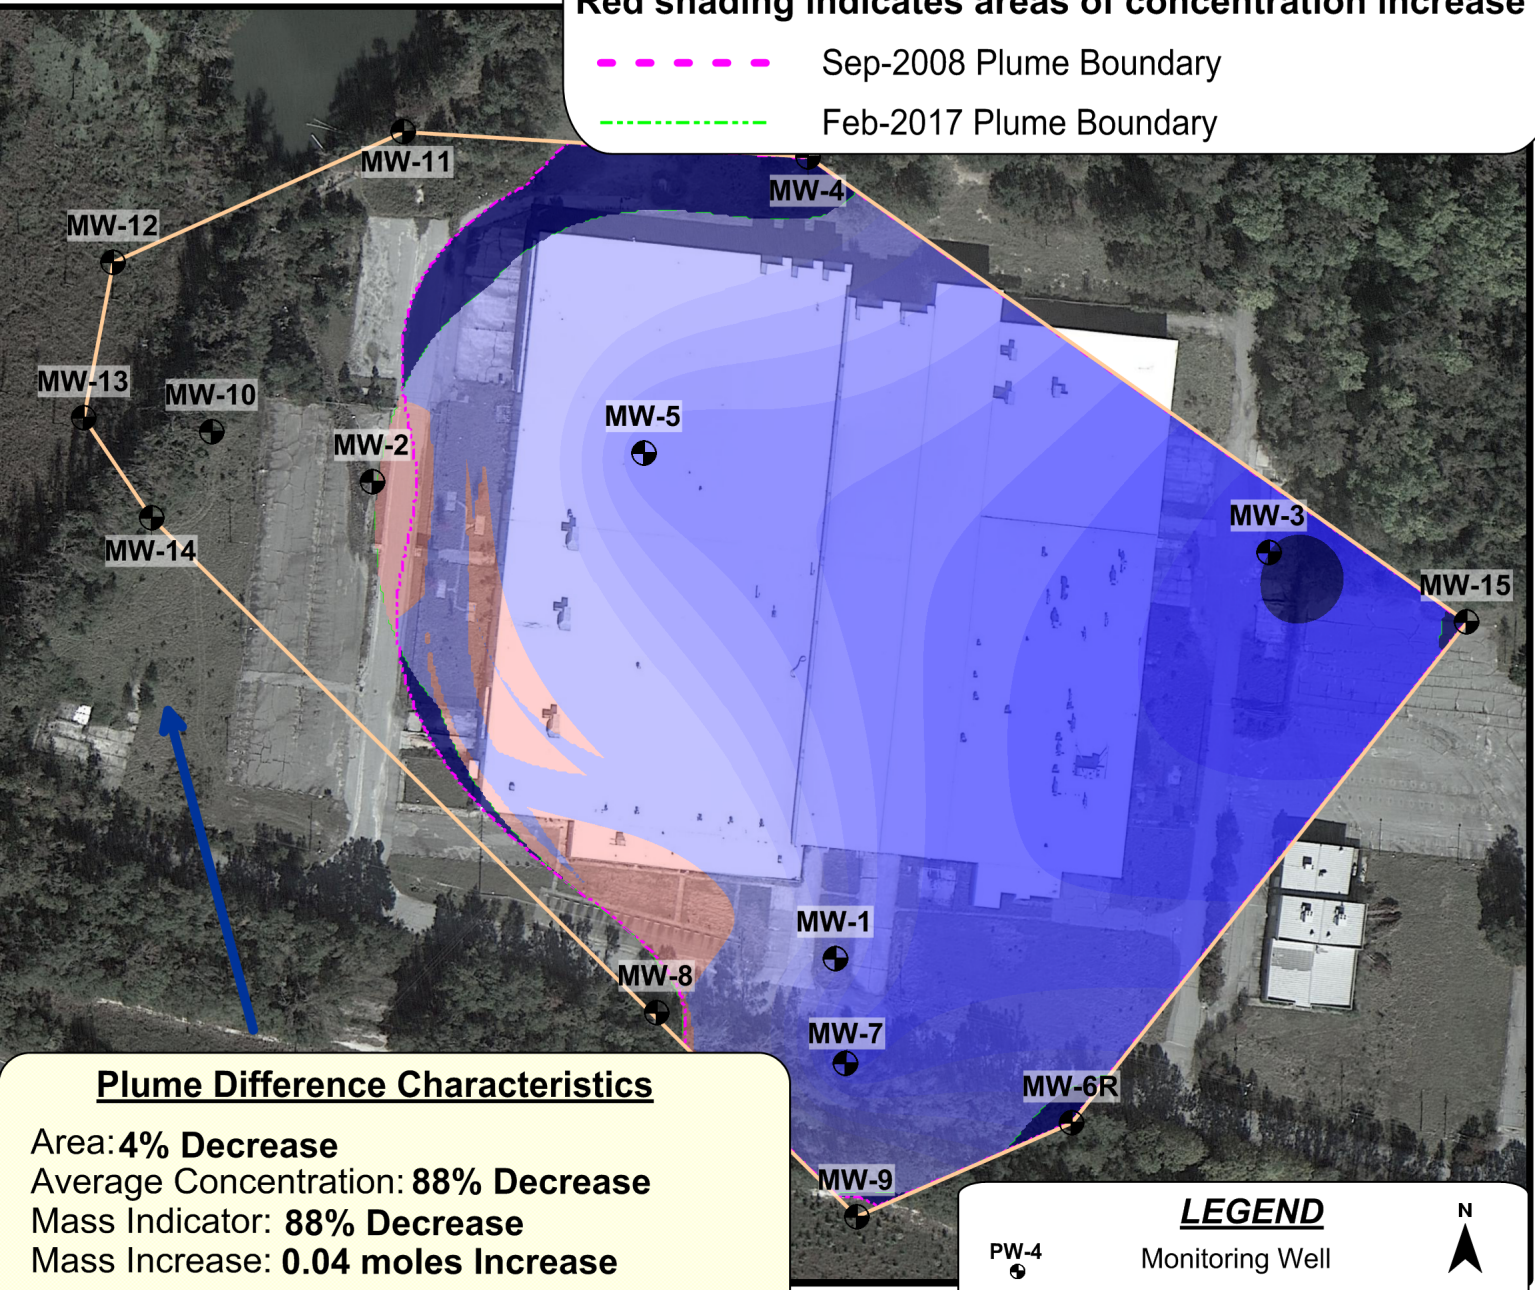 Red shading indicates areas of concentration increase
Sep-2008 Plume Boundary
Feb-2017 Plume Boundary
MW-11
MW-4
MW-12
MW-13
MW-10
MW-5
MW-2
MW-3
MW-14
MW-15
MW-1
MW-8
MW-7
MW-6R
MW-9
Plume Difference Characteristics
Area: 4% Decrease
Average Concentration: 88% Decrease
Mass Indicator: 88% Decrease
Mass Increase: 0.04 moles Increase
LEGEND
N
PW-4
Monitoring Well